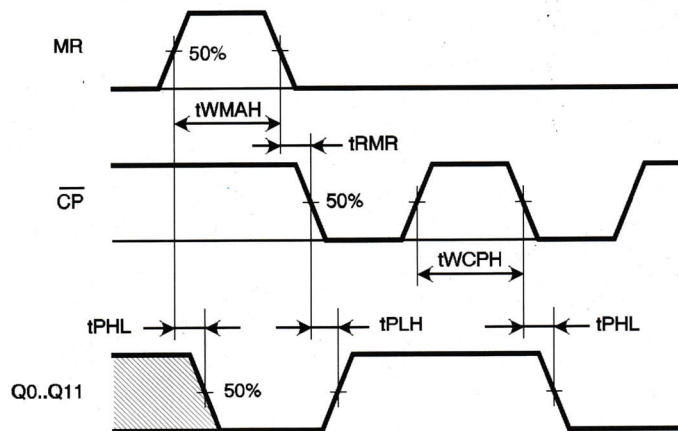 MR
50%
tWMAH
tRMR
CP
50%
tWCPH
tPHL
tPLH
tPHL
Q0..Q11
50%